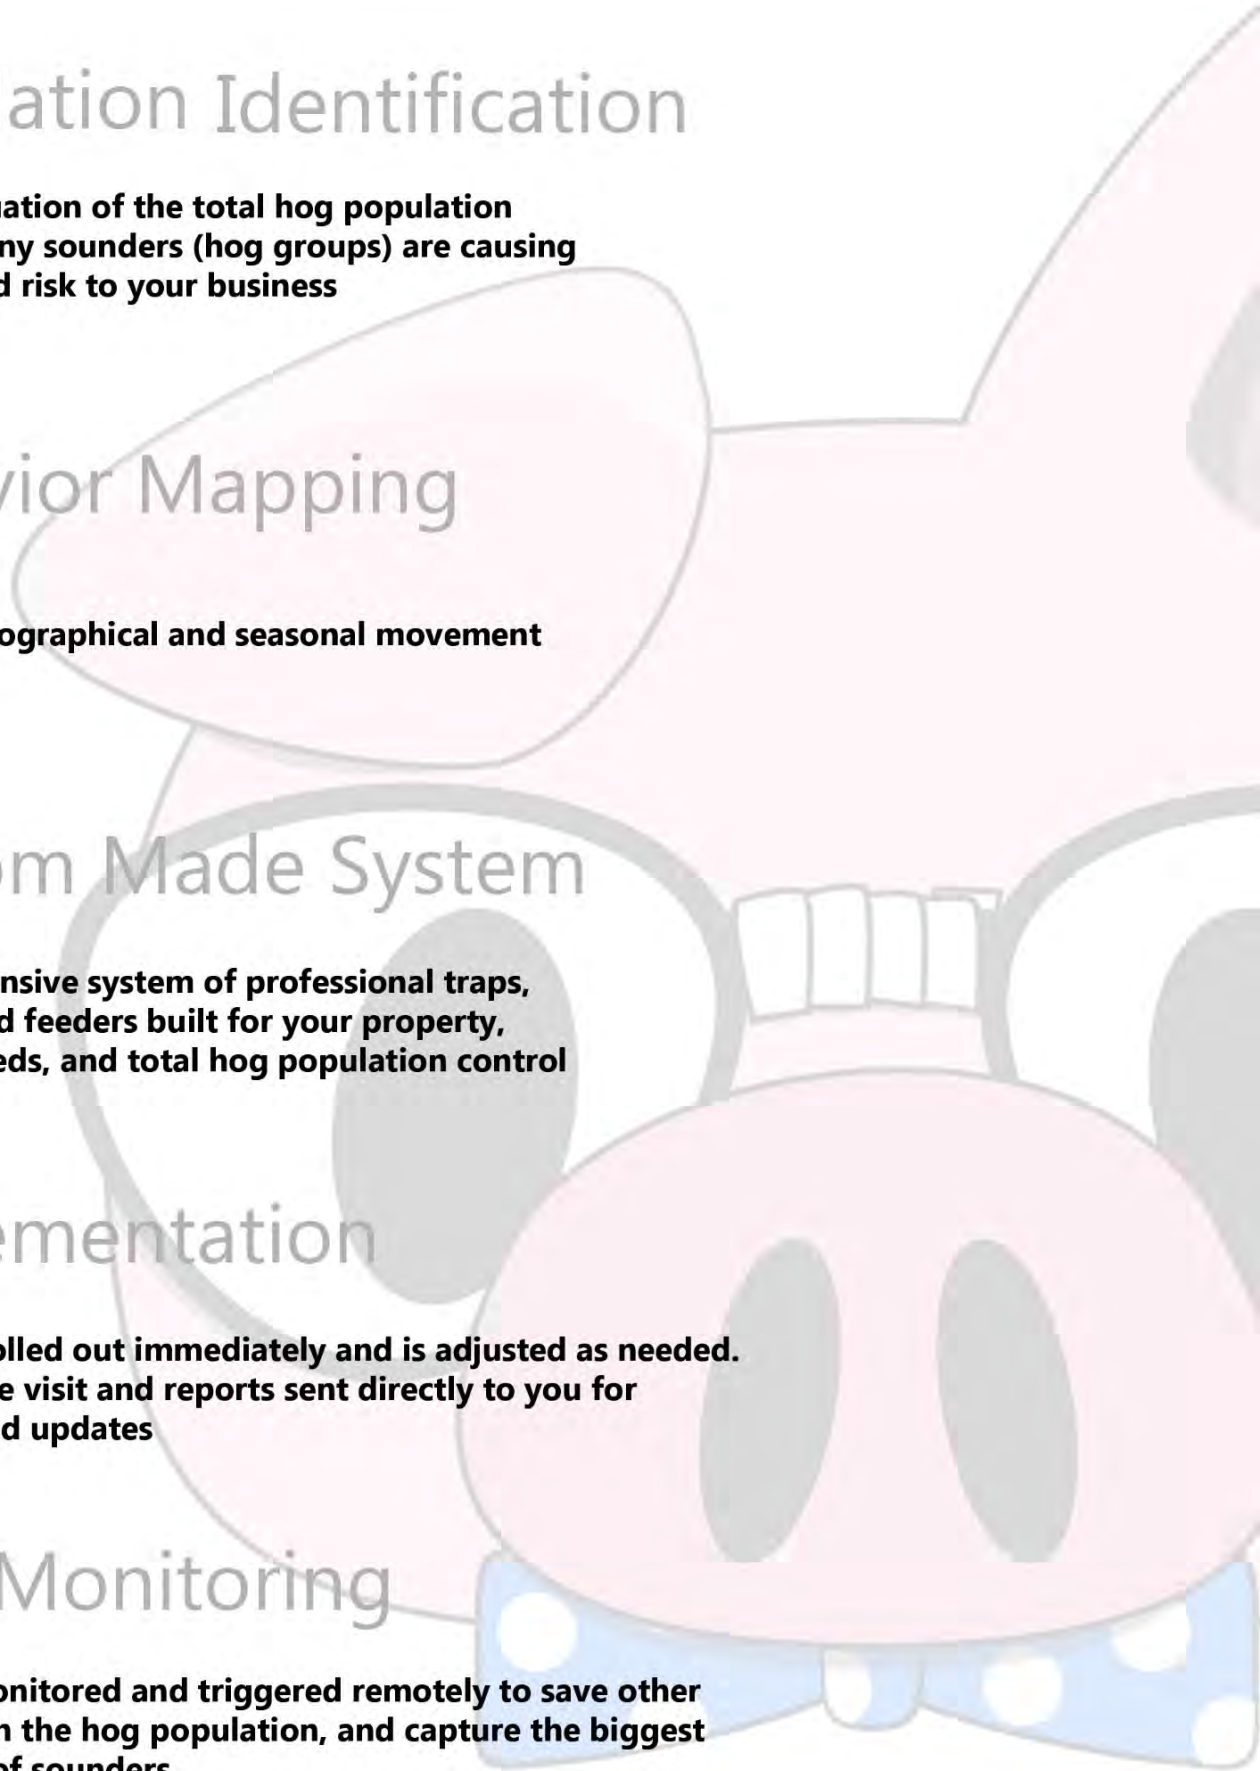 ation Identification
uation of the total hog population
ny sounders (hog groups) are causing
d risk to your business
vior Mapping
ographical and seasonal movement
om Made System
nsive system of professional traps,
d feeders built for your property,
eds, and total hog population control
ementation
olled out immediately and is adjusted as needed.
e visit and reports sent directly to you for
d updates
Monitoring
onitored and triggered remotely to save other
n the hog population, and capture the biggest
of sounders